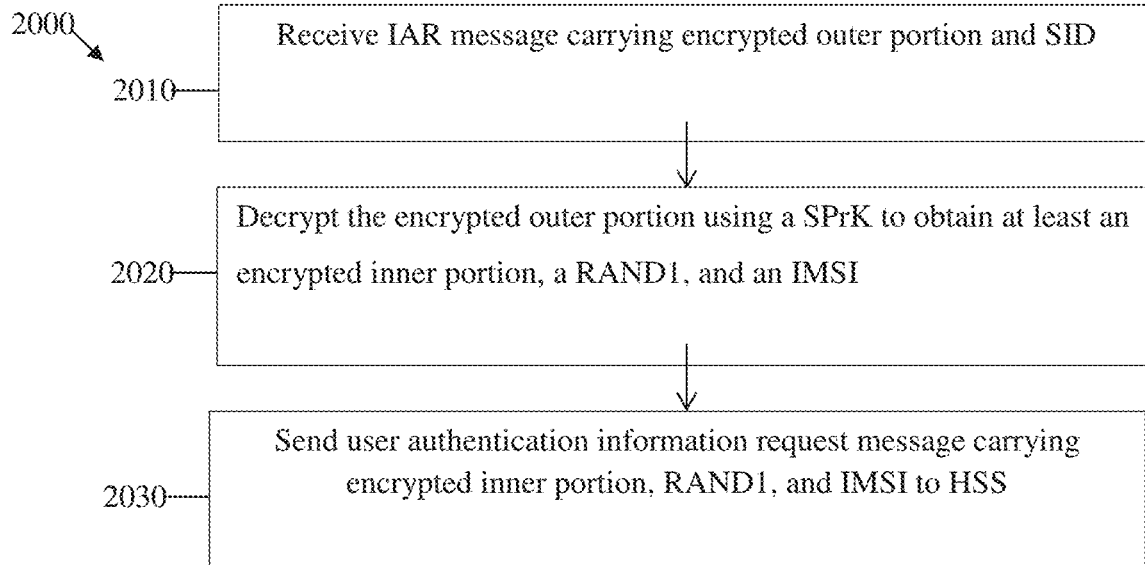 2000
Receive IAR message carrying encrypted outer portion and SID
2010
Decrypt the encrypted outer portion using a SPrK to obtain at least an
encrypted inner portion, a RAND1, and an IMSI
2020
Send user authentication information request message carrying
encrypted inner portion, RAND1, and IMSI to HSS
2030